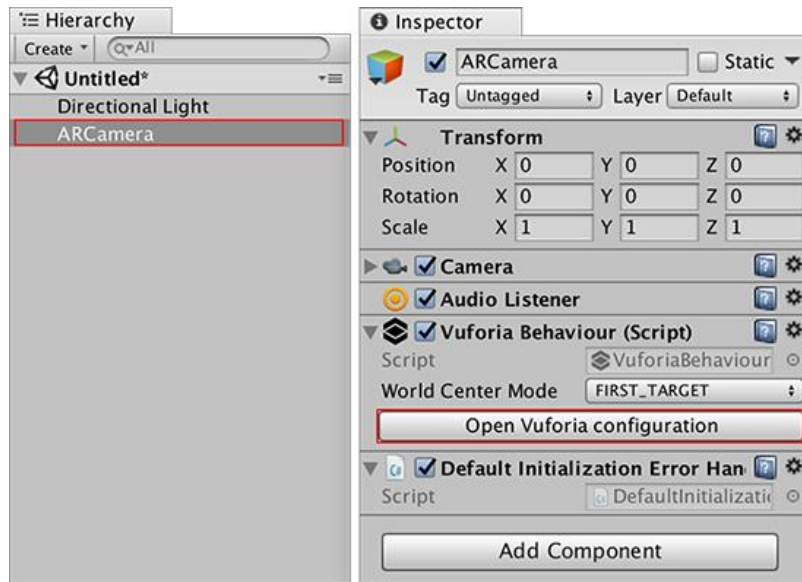 Hierarchy
Create
All
Untitled*
Directional Light
ARCamera
Inspector
ARCamera Static
Tag Untagged Layer Default
Transform
Position X 0 Y 0 Z 0
Rotation X 0 Y 0 Z 0
Scale X 1 Y 1 Z 1
Camera
Audio Listener
Vuforia Behaviour (Script)
Script VuforiaBehaviour
World Center Mode FIRST_TARGET
Open Vuforia configuration
Default Initialization Error Han
Script DefaultInitializati
Add Component